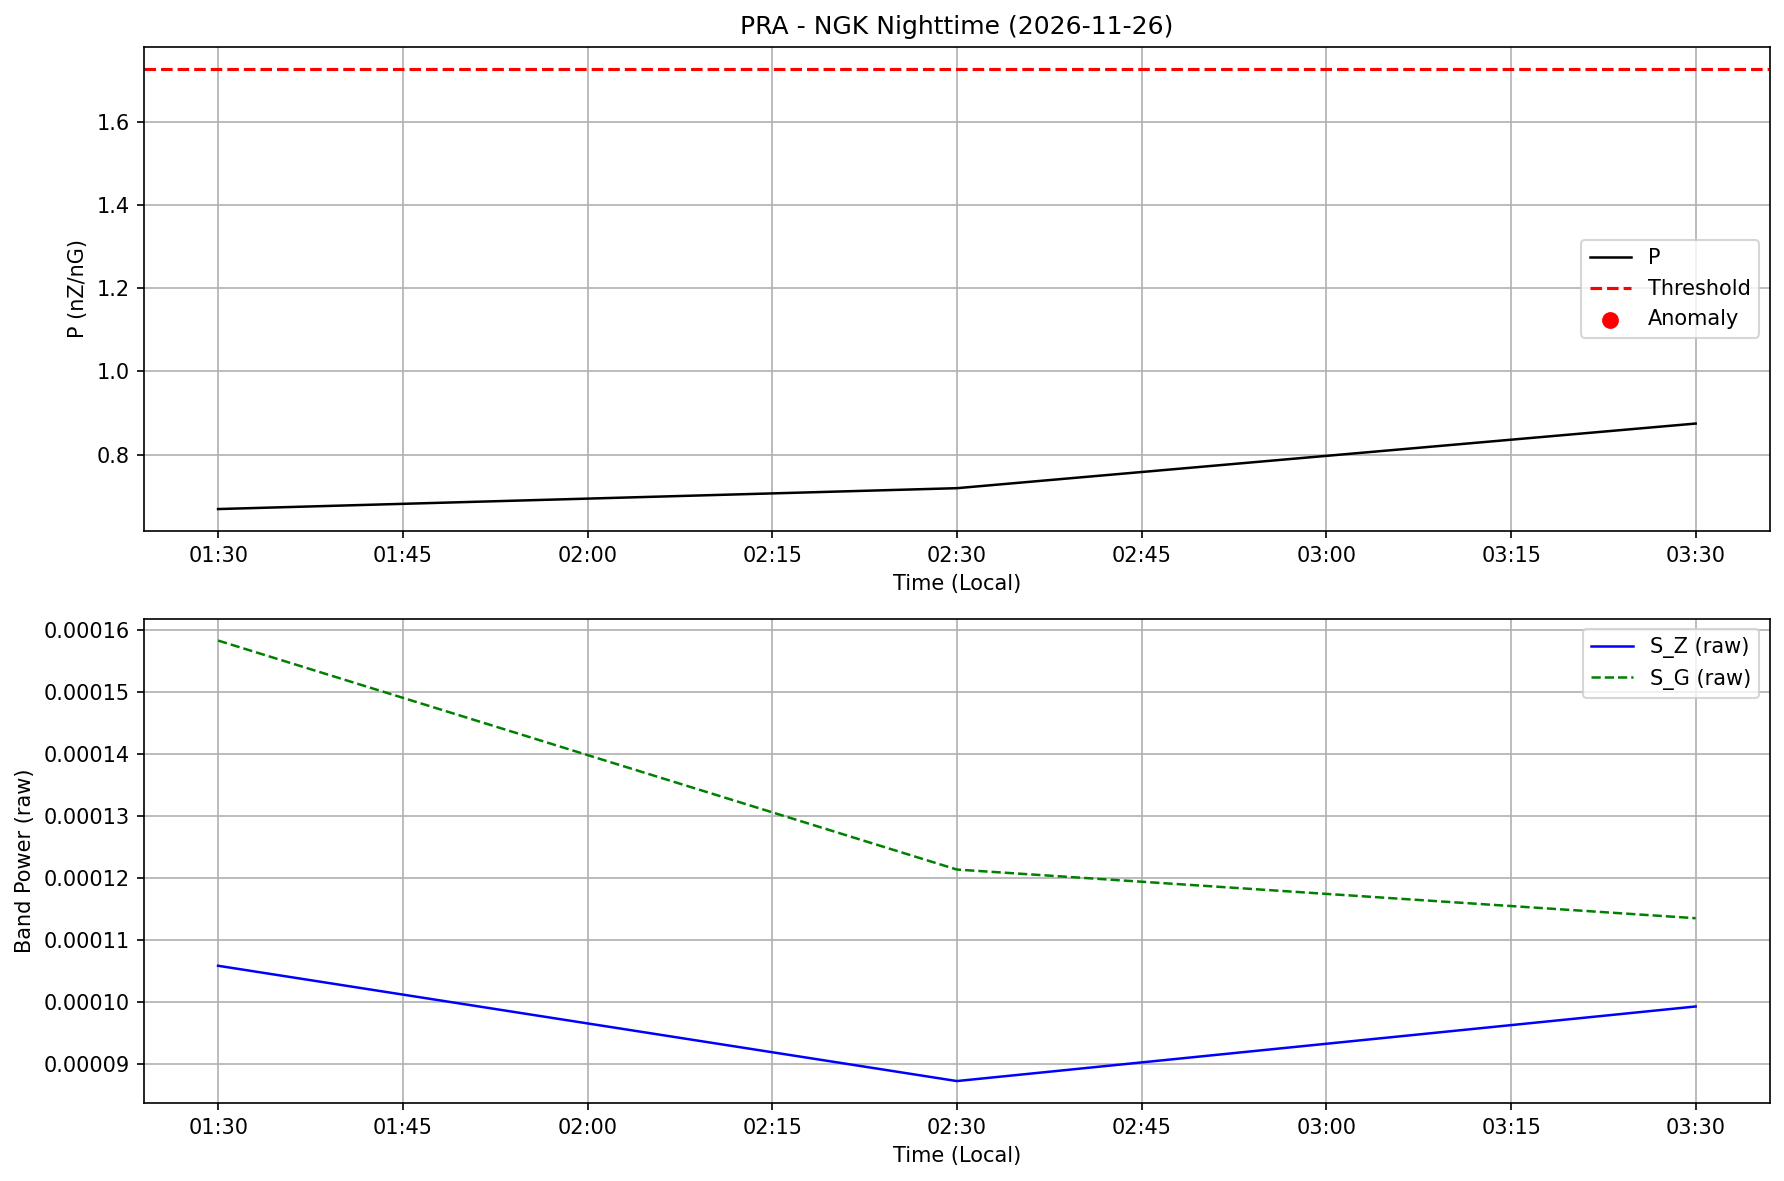 PRA - NGK Nighttime (2026-11-26)
P (nZ/nG)
1.6
1.4
1.2
1.0
0.8
P
Threshold
Anomaly
01:30 01:45 02:00 02:15 02:30 02:45 03:00 03:15 03:30
Time (Local)
Band Power (raw)
0.00016
0.00015
0.00014
0.00013
0.00012
0.00011
0.00010
0.00009
S_Z (raw)
S_G (raw)
01:30 01:45 02:00 02:15 02:30 02:45 03:00 03:15 03:30
Time (Local)